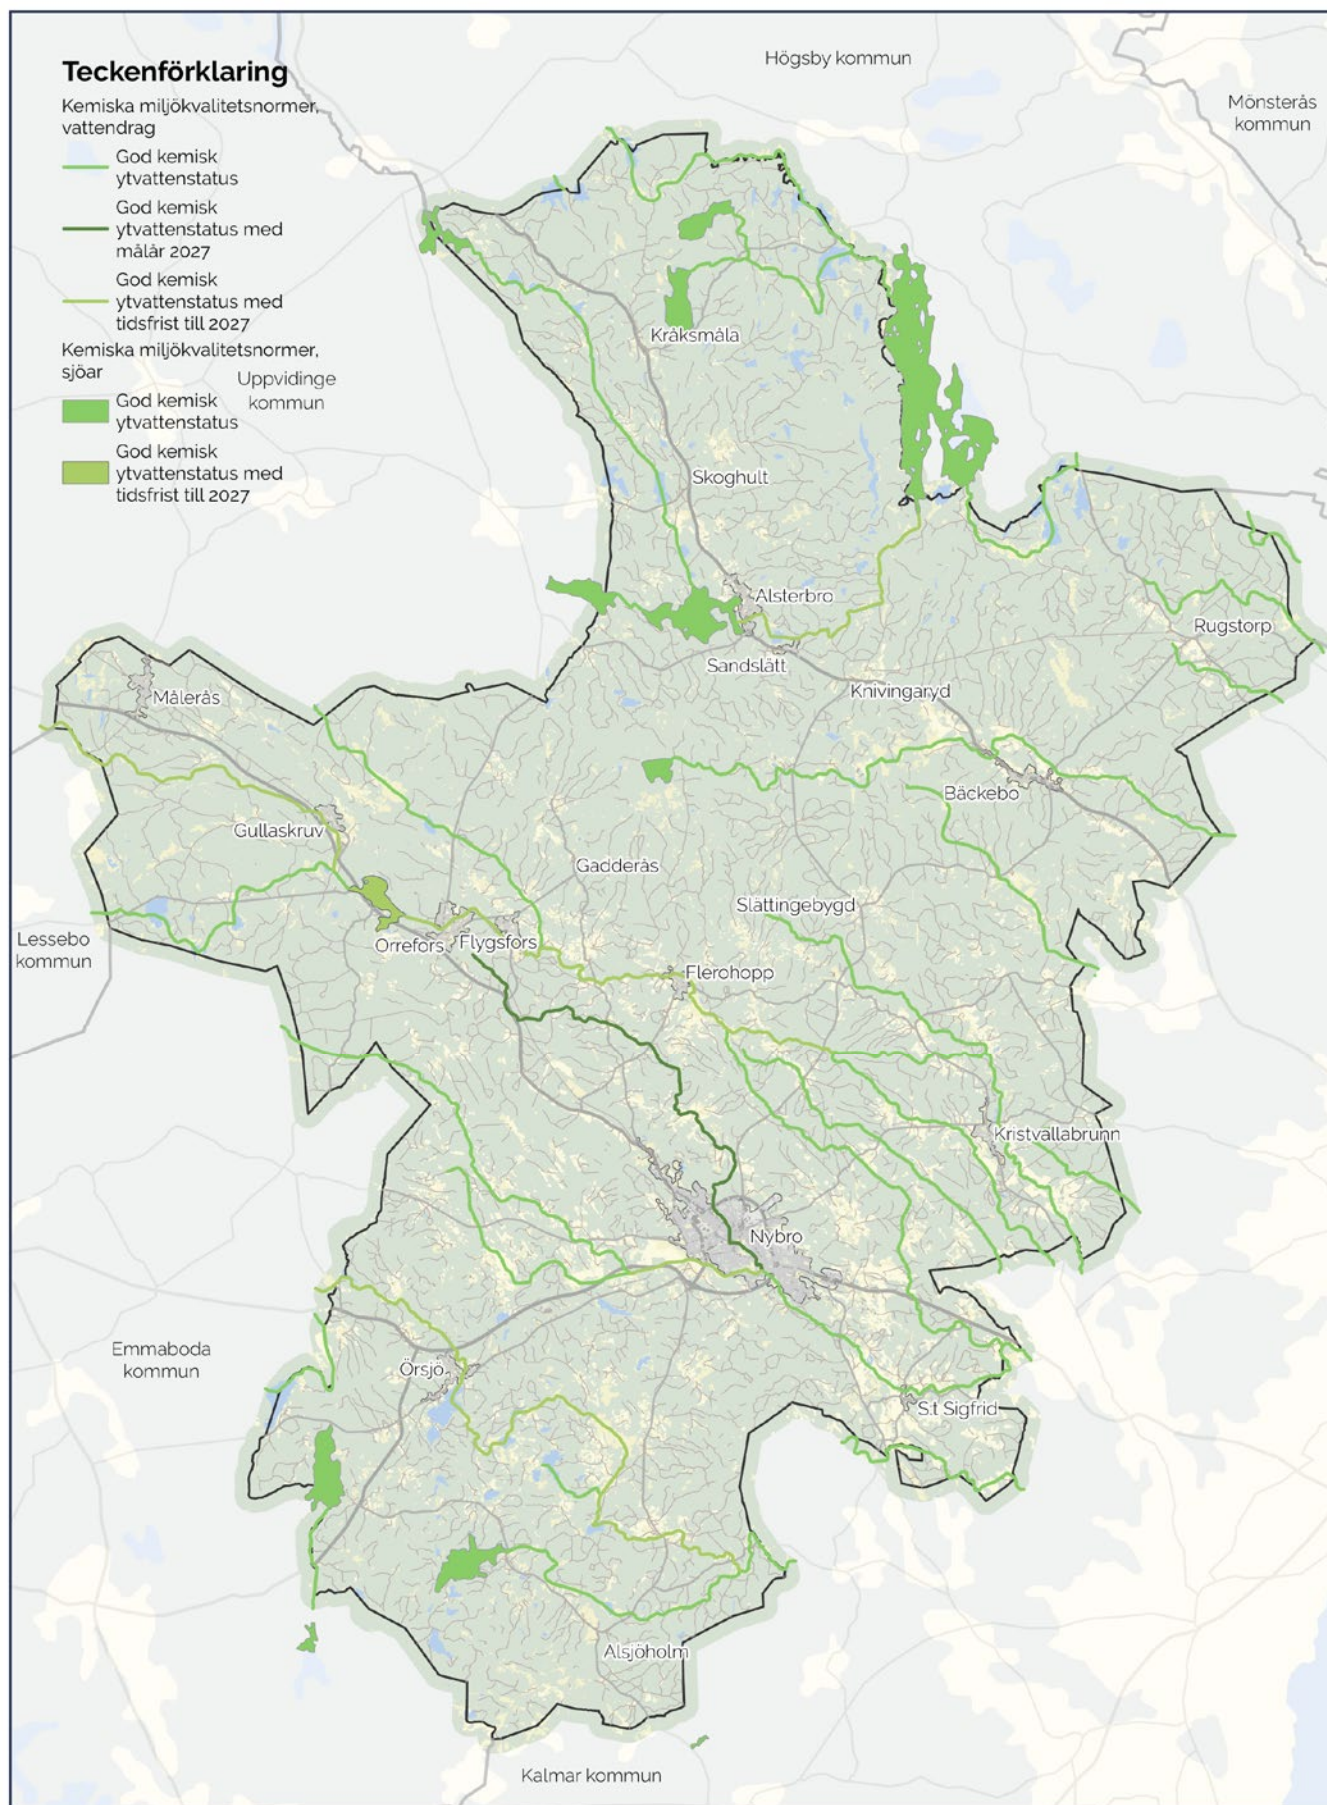 Teckenförklaring
Kemiska miljökvalitetsnormer,
vattendrag
God kemisk
ytvattenstatus
God kemisk
ytvattenstatus med
målår 2027
God kemisk
ytvattenstatus med
tidsfrist till 2027
Kemiska miljökvalitetsnormer,
sjöar
God kemisk
ytvattenstatus
God kemisk
ytvattenstatus med
tidsfrist till 2027
Högsby kommun
Mönsterås
kommun
Uppvidinge
kommun
Kråksmåla
Skoghult
Alsterbro
Rugstorp
Sandslätt
Knivingaryd
Målerås
Bäckebo
Gullaskruv
Gadderås
Slättingebygd
Lessebo
kommun
Orrefors
Flygsfors
Flerohopp
Kristvallabrunn
Nybro
Emmaboda
kommun
Örsjö
S:t Sigfrid
Alsjöholm
Kalmar kommun